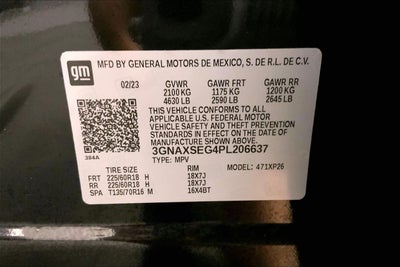 gm
MFD BY GENERAL MOTORS DE MEXICO, S. DE R.L. DE C.V.
02/23 GVWR GAWR FRT GAWR RR
2100 KG 1175 KG 1200 KG
4630 LB 2590 LB 2645 LB
THIS VEHICLE CONFORMS TO ALL
APPLICABLE U.S. FEDERAL MOTOR VEHICLE
SAFETY, BUMPER, AND THEFT PREVENTION
STANDARDS IN EFFECT ON THE DATE OF
MANUFACTURE SHOWN ABOVE.
3GNAXSEG4PL206637
384A TYPE: MPV MODEL: 471XP26
TIRE SIZE RIM
FRT 225/60R18 H 18X7J
RR 225/60R18 H 18X7J
SPA T135/70R16 M 16X4BT